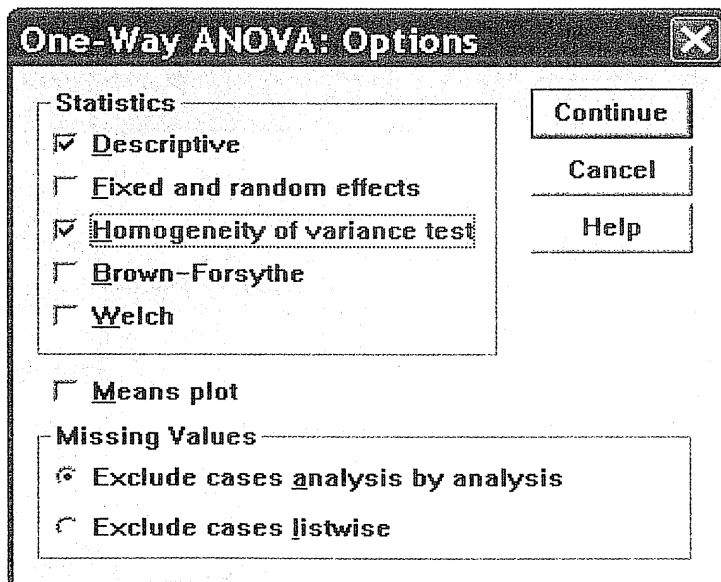 One-Way ANOVA: Options
Statistics
Descriptive
Fixed and random effects
Homogeneity of variance test
Brown-Forsythe
Welch
Means plot
Missing Values
Exclude cases analysis by analysis
Exclude cases listwise
Continue
Cancel
Help